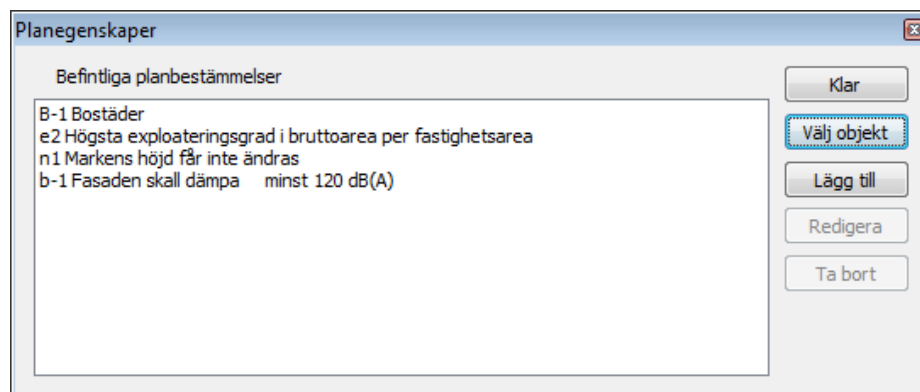 Planegenskaper
Befintliga planbestämmelser
B-1 Bostäder
e2 Högsta exploateringsgrad i bruttoarea per fastighetsarea
n1 Markens höjd får inte ändras
b-1 Fasaden skall dämpa minst 120 dB(A)
Klar
Välj objekt
Lägg till
Redigera
Ta bort